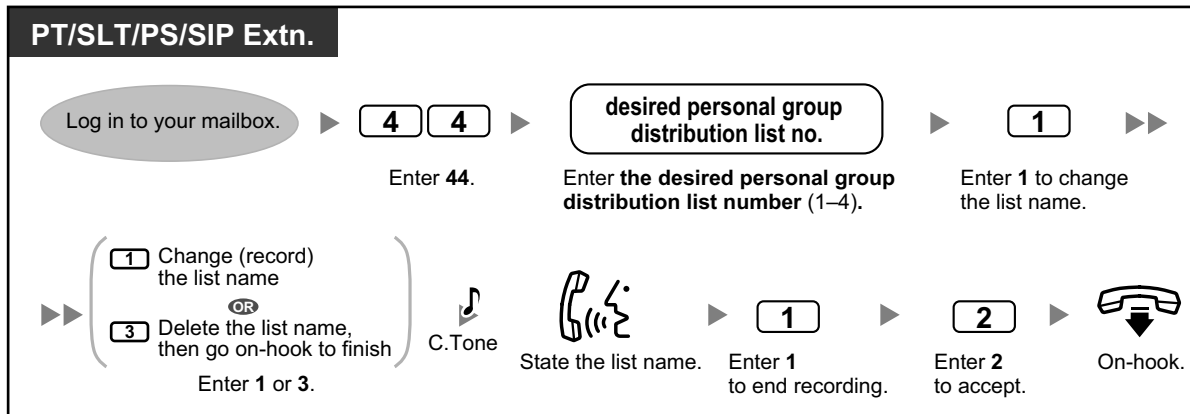 PT/SLT/PS/SIP Extn.
Log in to your mailbox.
4 4
desired personal group
distribution list no.
1
Enter 44.
Enter the desired personal group
distribution list number (1–4).
Enter 1 to change
the list name.
1 Change (record)
the list name
OR
3 Delete the list name,
then go on-hook to finish
Enter 1 or 3.
C.Tone
State the list name.
1
Enter 1
to end recording.
2
Enter 2
to accept.
On-hook.